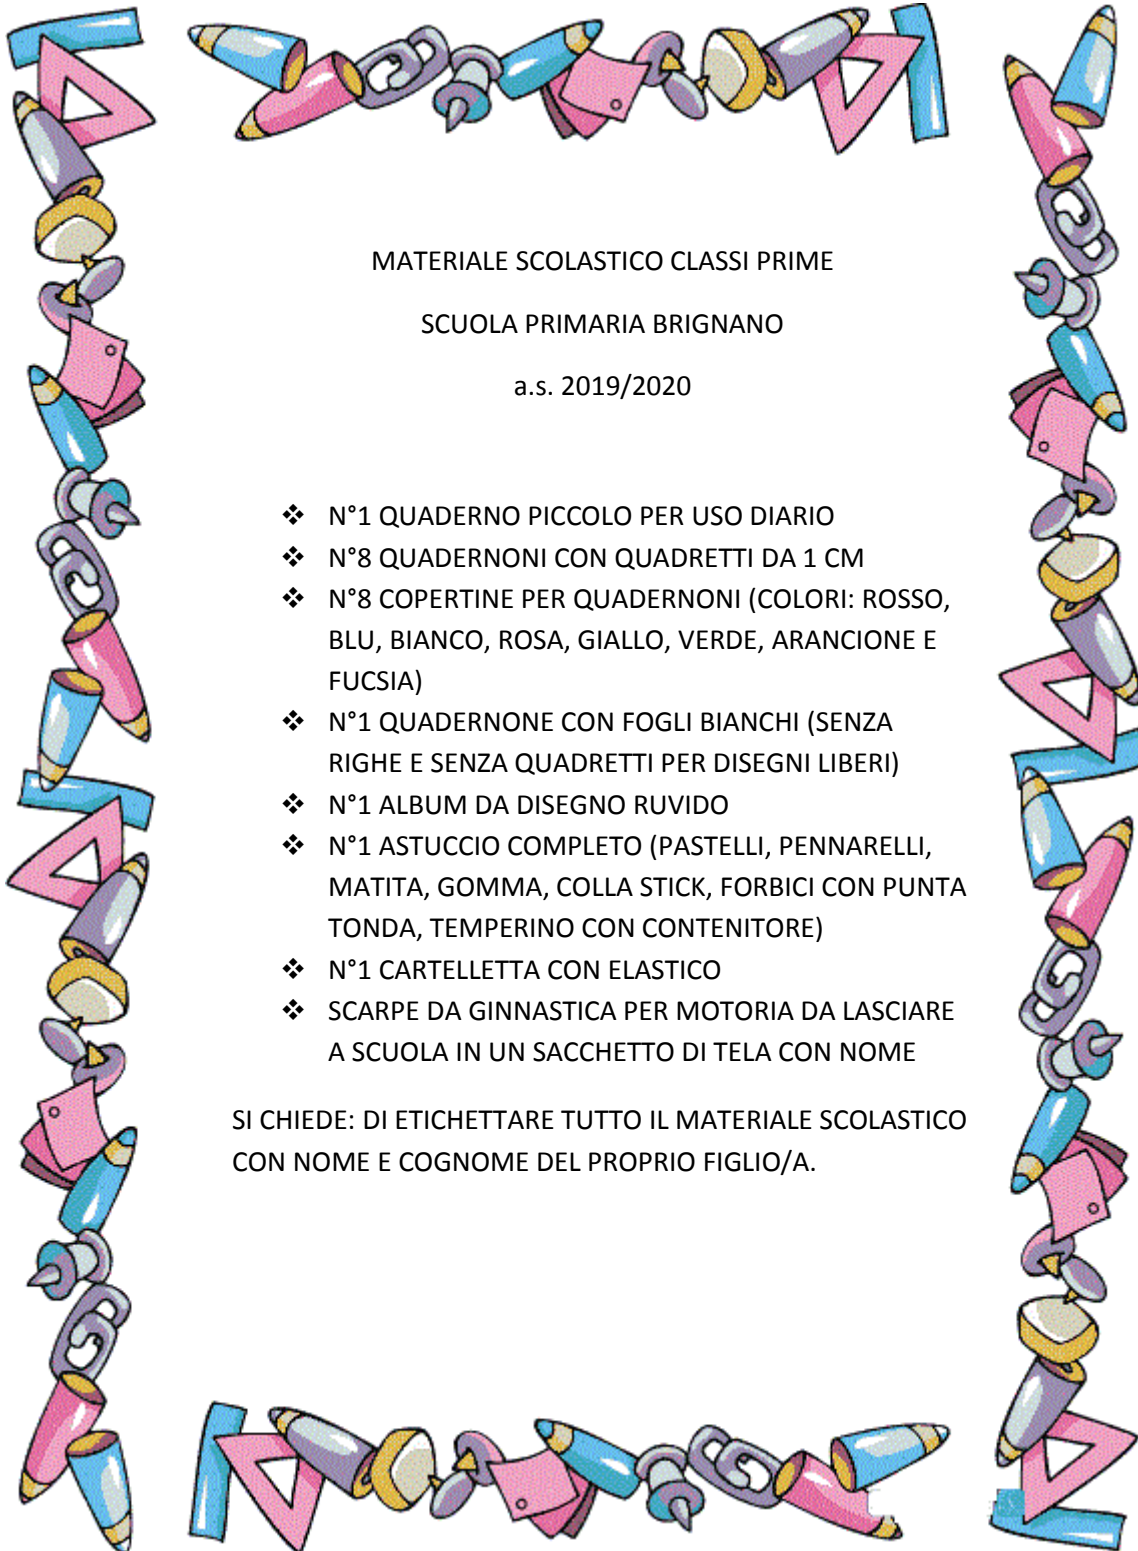 MATERIALE SCOLASTICO CLASSI PRIME
SCUOLA PRIMARIA BRIGNANO
a.s. 2019/2020
❖ N°1 QUADERNO PICCOLO PER USO DIARIO
❖ N°8 QUADERNONI CON QUADRETTI DA 1 CM
❖ N°8 COPERTINE PER QUADERNONI (COLORI: ROSSO,
BLU, BIANCO, ROSA, GIALLO, VERDE, ARANCIONE E
FUCSIA)
❖ N°1 QUADERNONE CON FOGLI BIANCHI (SENZA
RIGHE E SENZA QUADRETTI PER DISEGNI LIBERI)
❖ N°1 ALBUM DA DISEGNO RUVIDO
❖ N°1 ASTUCCIO COMPLETO (PASTELLI, PENNARELLI,
MATITA, GOMMA, COLLA STICK, FORBICI CON PUNTA
TONDA, TEMPERINO CON CONTENITORE)
❖ N°1 CARTELLETTA CON ELASTICO
❖ SCARPE DA GINNASTICA PER MOTORIA DA LASCIARE
A SCUOLA IN UN SACCHETTO DI TELA CON NOME
SI CHIEDE: DI ETICHETTARE TUTTO IL MATERIALE SCOLASTICO
CON NOME E COGNOME DEL PROPRIO FIGLIO/A.